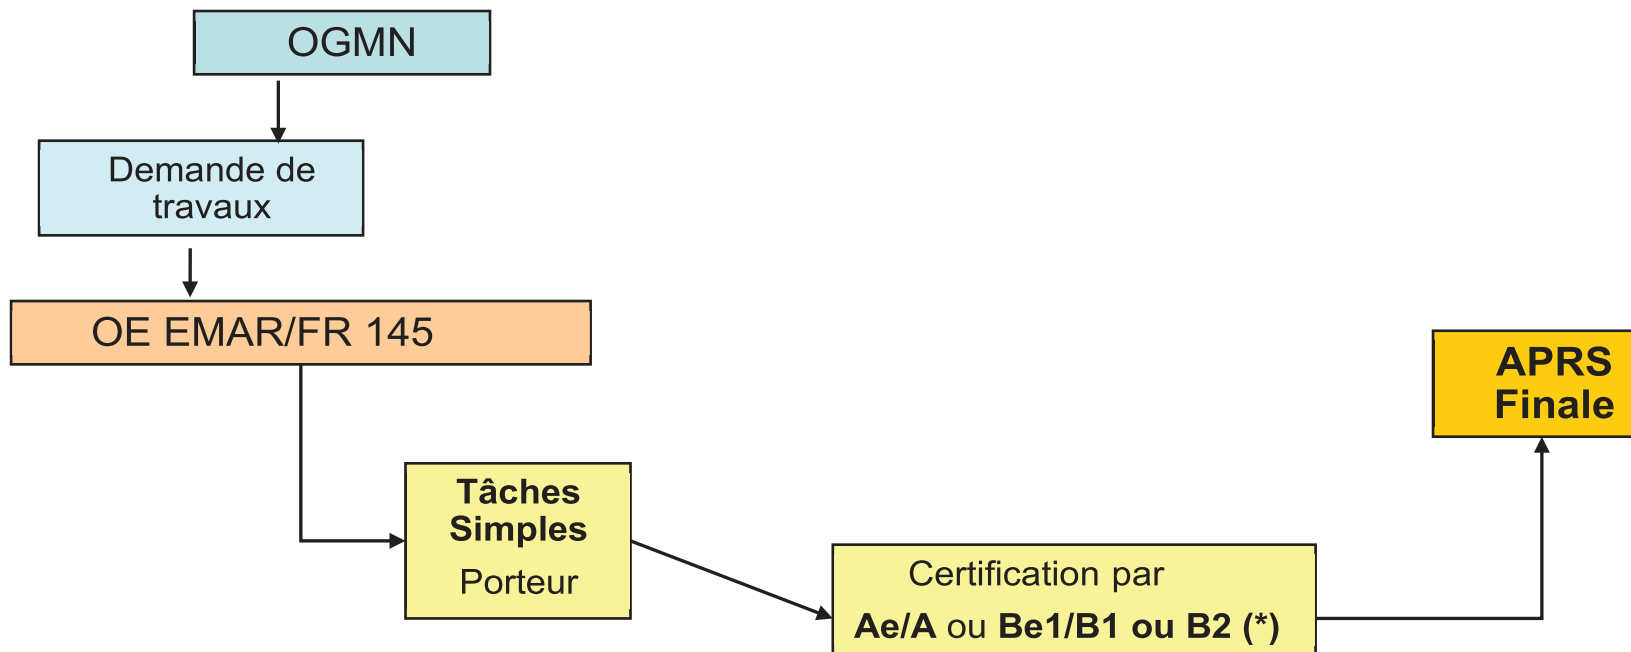 OGMN
Demande de
travaux
OE EMAR/FR 145
APRS
Finale
Tâches
Simples
Porteur
Certification par
Ae/A ou Be1/B1 ou B2 (*)